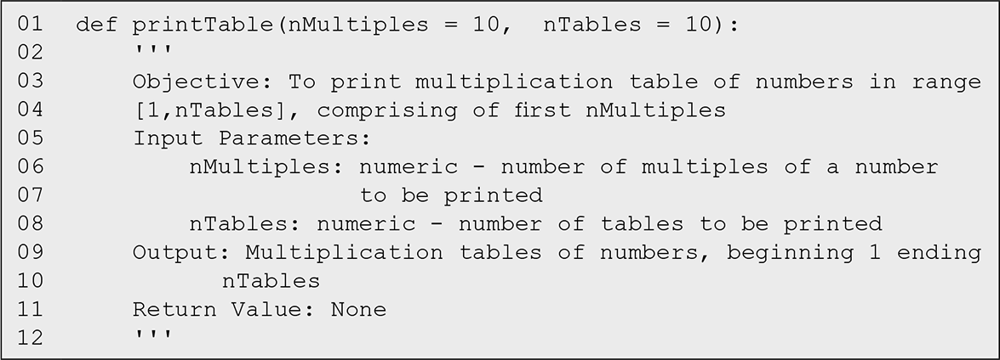 01 def printTable(nMultiples = 10, nTables = 10):
02 '''
03 Objective: To print multiplication table of numbers in range
04 [1,nTables], comprising of first nMultiples
05 Input Parameters:
06 nMultiples: numeric - number of multiples of a number
07 to be printed
08 nTables: numeric - number of tables to be printed
09 Output: Multiplication tables of numbers, beginning 1 ending
10 nTables
11 Return Value: None
12 '''